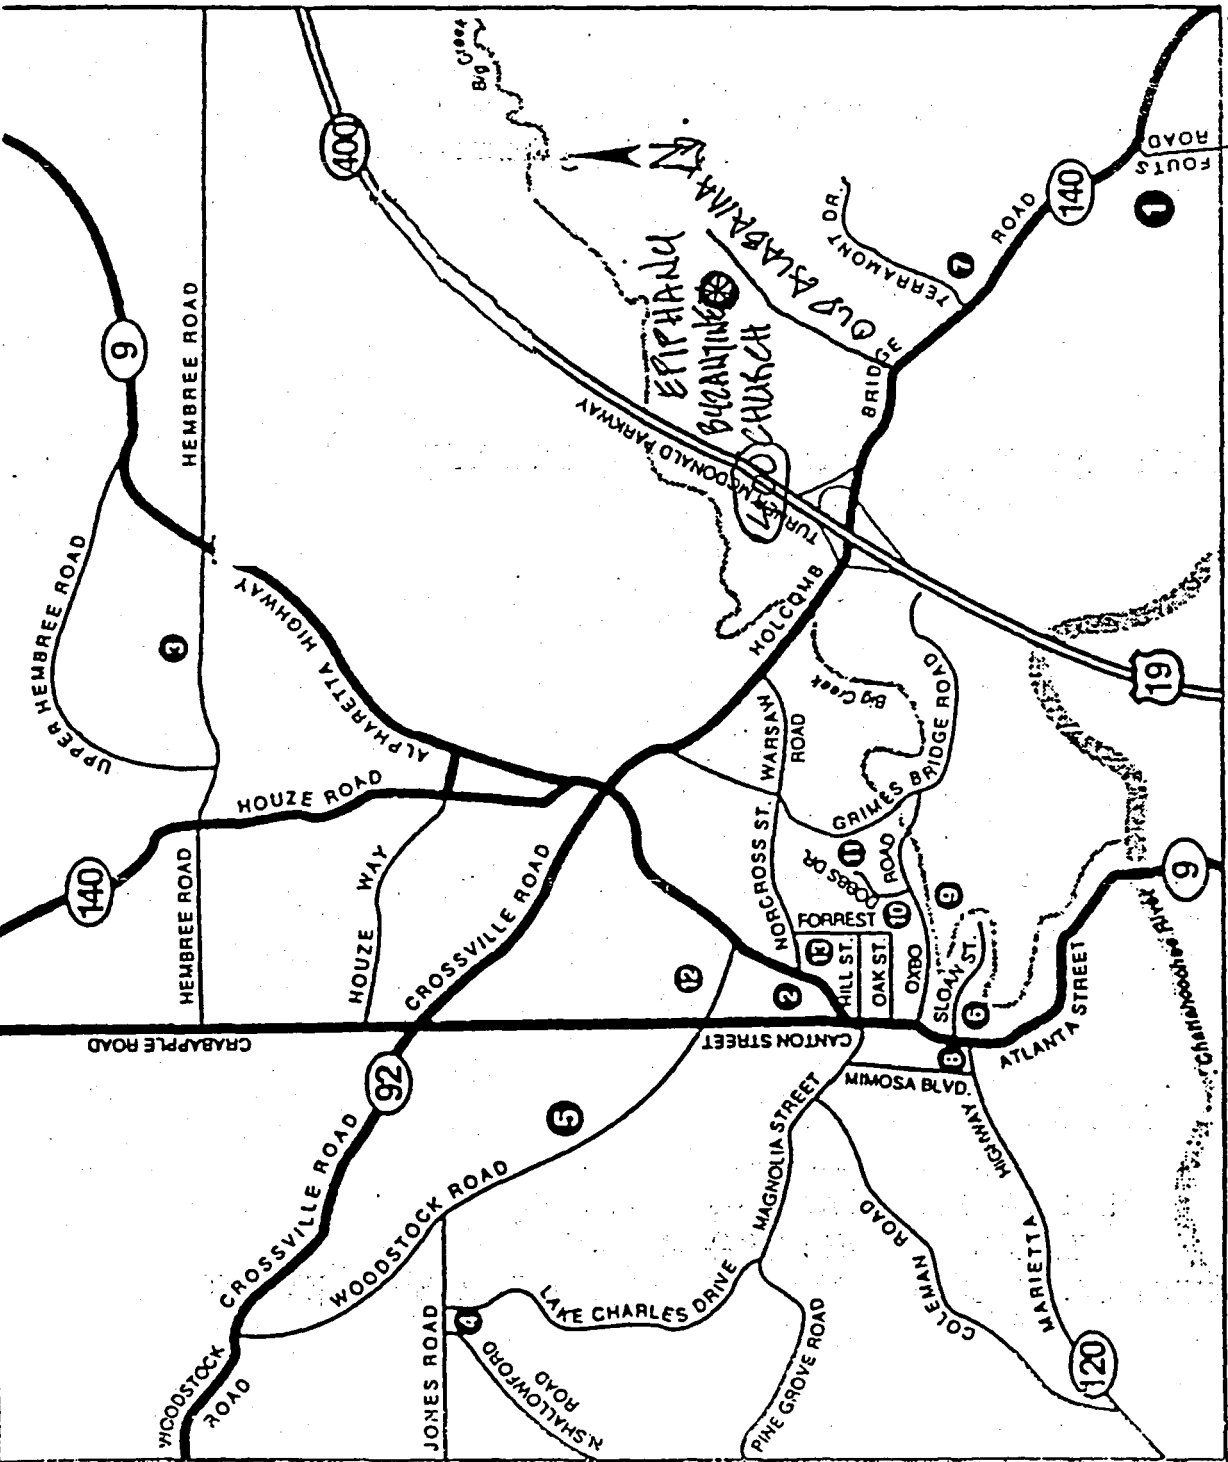 Big Creek
400
9
HEMBREE ROAD
UPPER HEMBREE ROAD
3
ALPHARETTA HIGHWAY
HOUZE ROAD
140
HEMBREE ROAD
HOUZE WAY
CROSSVILLE ROAD
CRABAPPLE ROAD
92
CROSSVILLE ROAD
WOODSTOCK ROAD
WOODSTOCK ROAD
5
12
2
JONES ROAD
4
N. SHALLOWFORD ROAD
LAKE CHARLES DRIVE
PINE GROVE ROAD
MAGNOLIA STREET
COLEMAN ROAD
MARIETTA HIGHWAY
120
MIMOSA BLVD.
8
CANTON STREET
ATLANTA STREET
6
SLOAN ST.
9
OXBO ROAD
10
OAK ST.
HILL ST.
13
FORREST
DOBBS DR.
11
NORCROSS ST.
WARSAW ROAD
GRIMES BRIDGE ROAD
Big Creek
HOLCOMB BRIDGE ROAD
TURNER MCDONALD PARKWAY
EPIPHANY
BYZANTINE
CHURCH
N
OLD ALABAMA
TERRAMONT DR.
7
140
FOUTS ROAD
1
19
9
Chattahoochee River